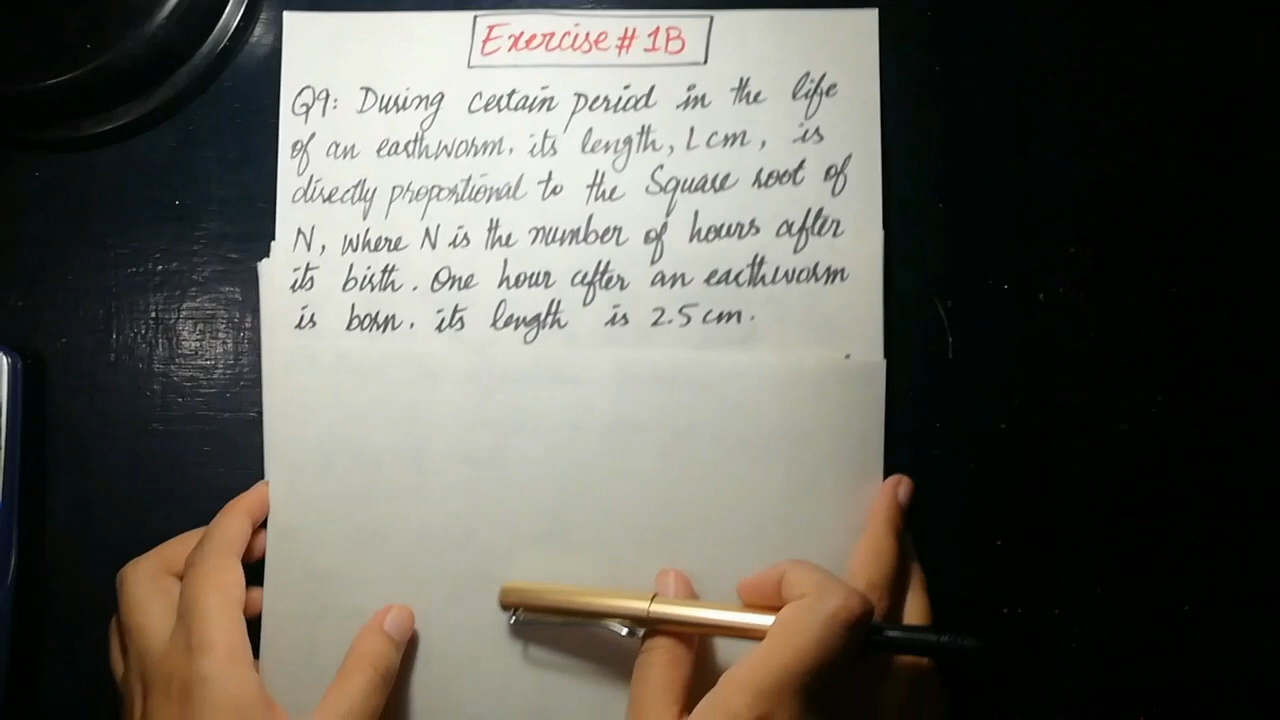 Exercise # 1B
Q9: During certain period in the life
of an earthworm. its length, L cm, is
directly proportional to the Square root of
N, where N is the number of hours after
its birth. One hour after an earthworm
is born. its length is 2.5 cm.